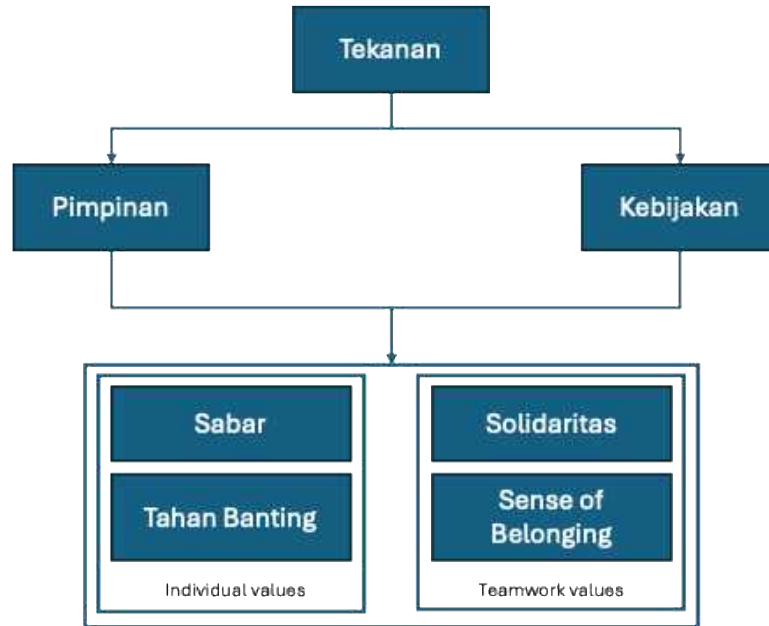 Tekanan
Pimpinan
Kebijakan
Sabar
Solidaritas
Tahan Banting
Sense of
Belonging
Individual values
Teamwork values